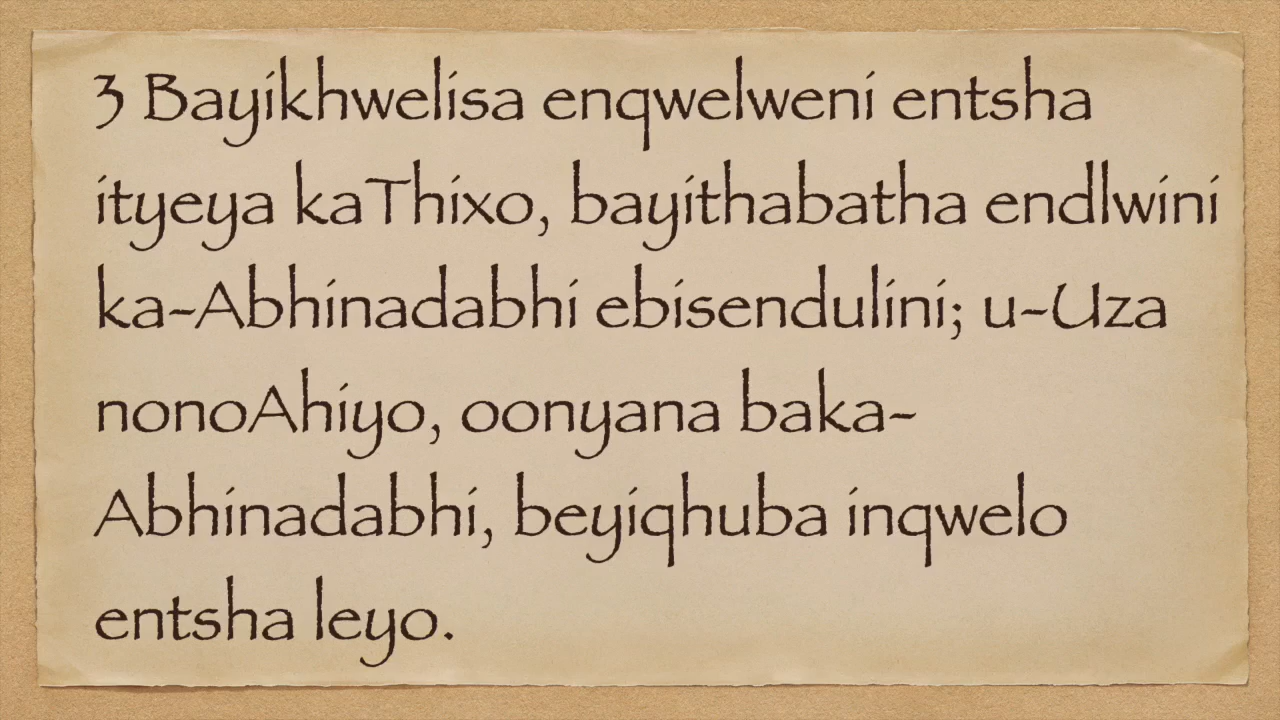 3 Bayikhwelisa enqwelweni entsha
ityeya kaThixo, bayithabatha endlwini
ka-Abhinadabhi ebisendulini; u-Uza
nonoAhiyo, oonyana baka-
Abhinadabhi, beyiqhuba inqwelo
entsha leyo.